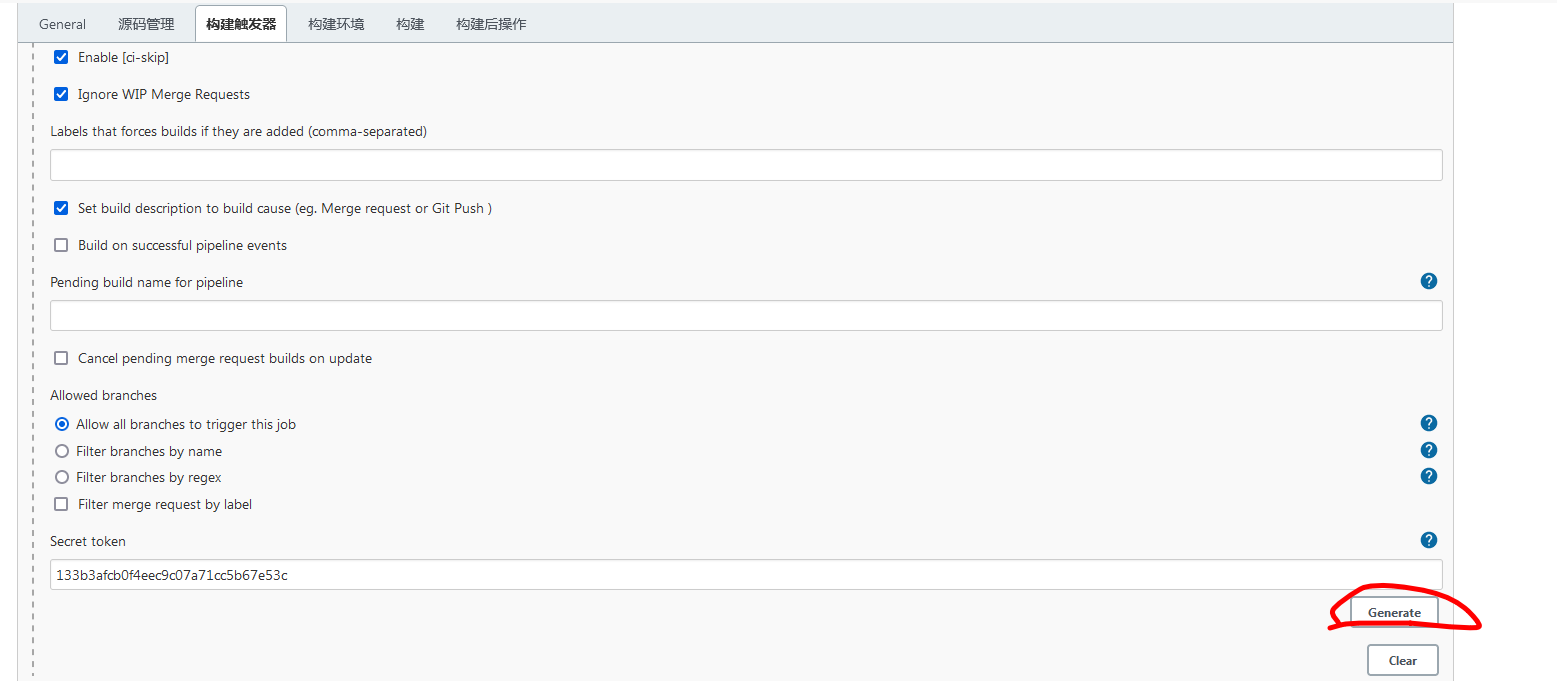 General 源码管理 构建触发器 构建环境 构建 构建后操作
Enable [ci-skip]
Ignore WIP Merge Requests
Labels that forces builds if they are added (comma-separated)
Set build description to build cause (eg. Merge request or Git Push )
Build on successful pipeline events
Pending build name for pipeline
Cancel pending merge request builds on update
Allowed branches
Allow all branches to trigger this job
Filter branches by name
Filter branches by regex
Filter merge request by label
Secret token
133b3afcb0f4eec9c07a71cc5b67e53c
Generate
Clear